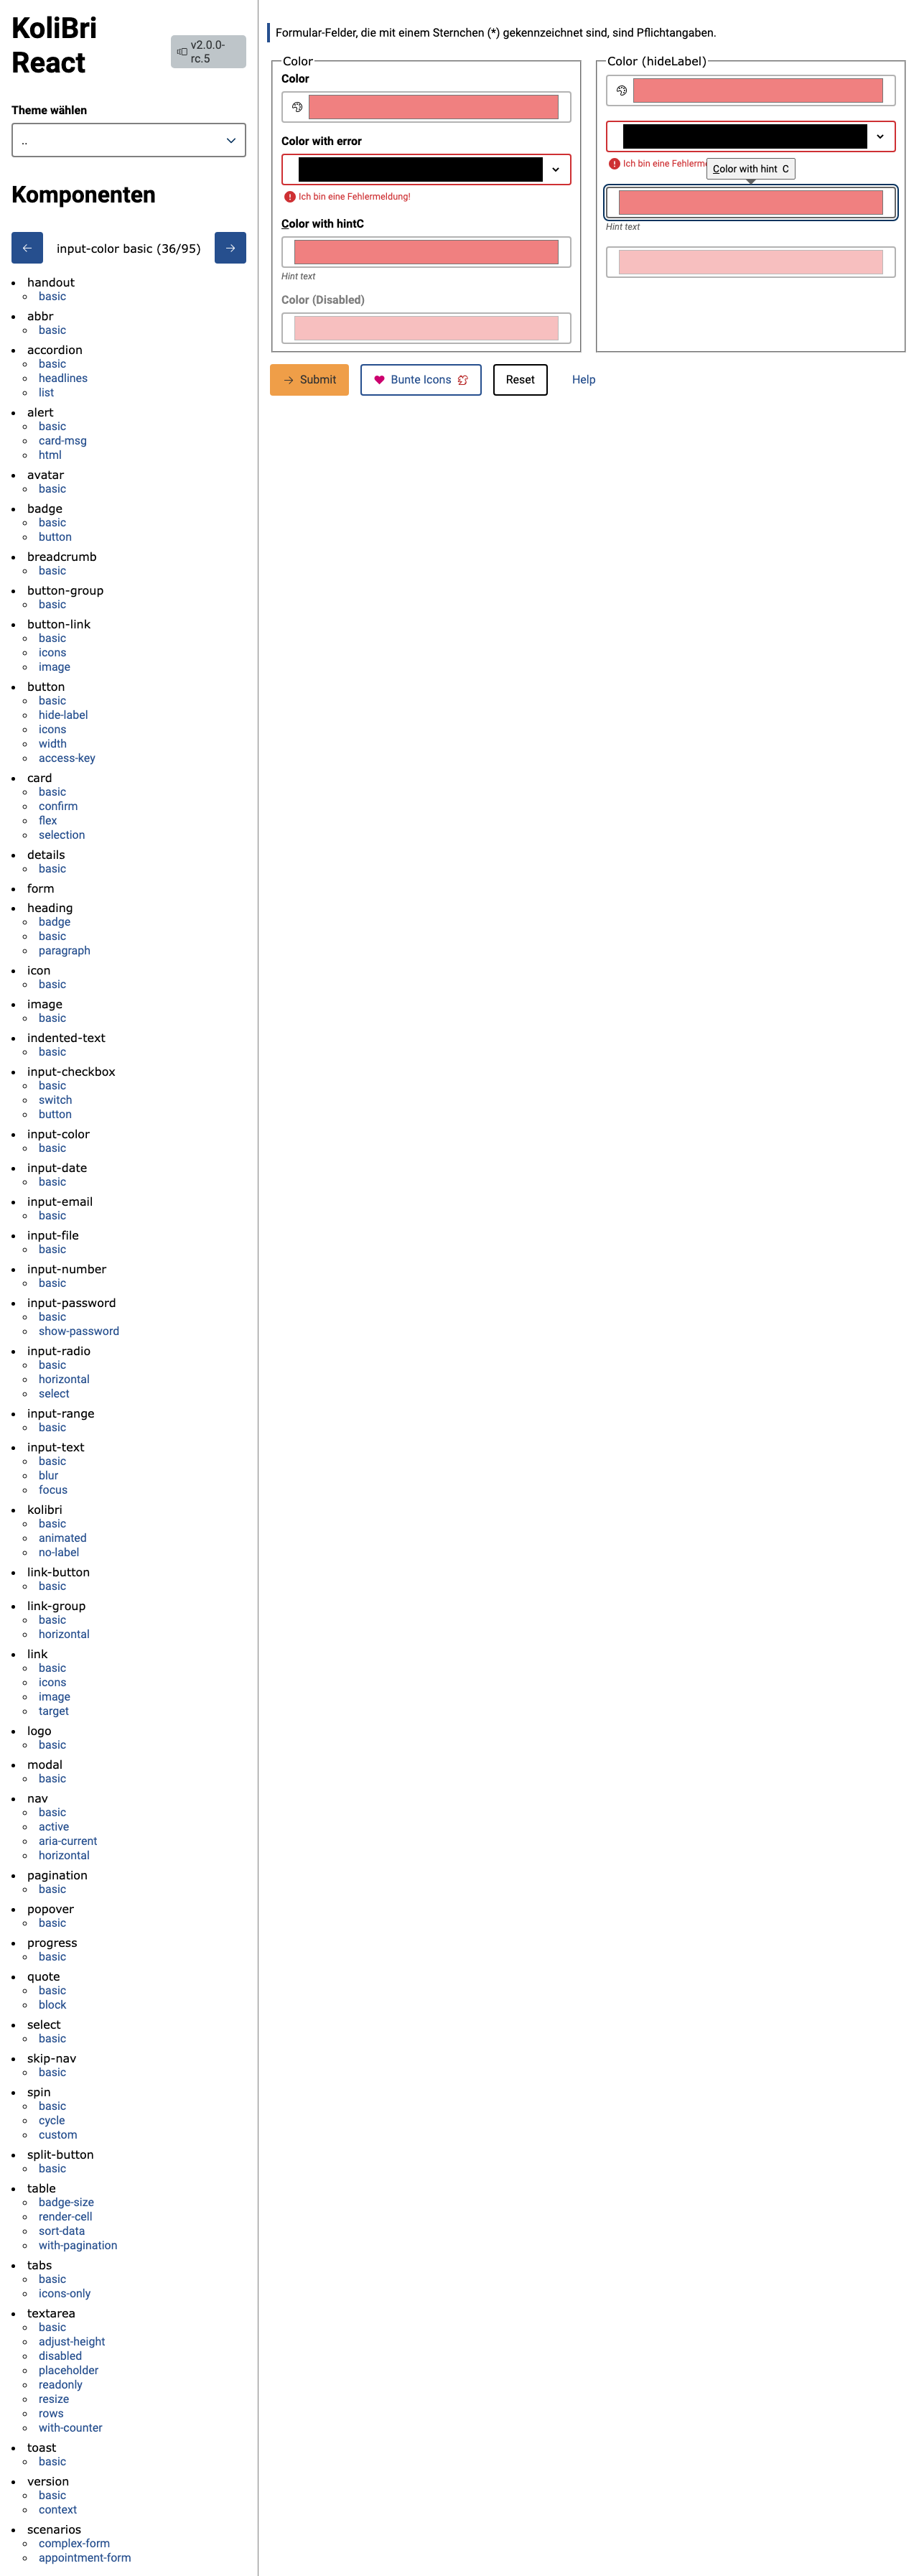 KoliBri
React
v2.0.0-
rc.5
Theme wählen
..
Komponenten
input-color basic (36/95)
handout
basic
abbr
basic
accordion
basic
headlines
list
alert
basic
card-msg
html
avatar
basic
badge
basic
button
breadcrumb
basic
button-group
basic
button-link
basic
icons
image
button
basic
hide-label
icons
width
access-key
card
basic
confirm
flex
selection
details
basic
form
heading
badge
basic
paragraph
icon
basic
image
basic
indented-text
basic
input-checkbox
basic
switch
button
input-color
basic
input-date
basic
input-email
basic
input-file
basic
input-number
basic
input-password
basic
show-password
input-radio
basic
horizontal
select
input-range
basic
input-text
basic
blur
focus
kolibri
basic
animated
no-label
link-button
basic
link-group
basic
horizontal
link
basic
icons
image
target
logo
basic
modal
basic
nav
basic
active
aria-current
horizontal
pagination
basic
popover
basic
progress
basic
quote
basic
block
select
basic
skip-nav
basic
spin
basic
cycle
custom
split-button
basic
table
badge-size
render-cell
sort-data
with-pagination
tabs
basic
icons-only
textarea
basic
adjust-height
disabled
placeholder
readonly
resize
rows
with-counter
toast
basic
version
basic
context
scenarios
complex-form
appointment-form
Formular-Felder, die mit einem Sternchen (*) gekennzeichnet sind, sind Pflichtangaben.
Color
Color
Color with error
Ich bin eine Fehlermeldung!
Color with hintC
Hint text
Color (Disabled)
Color (hideLabel)
Ich bin eine Fehlerme
Color with hint C
Hint text
Submit
Bunte Icons
Reset
Help